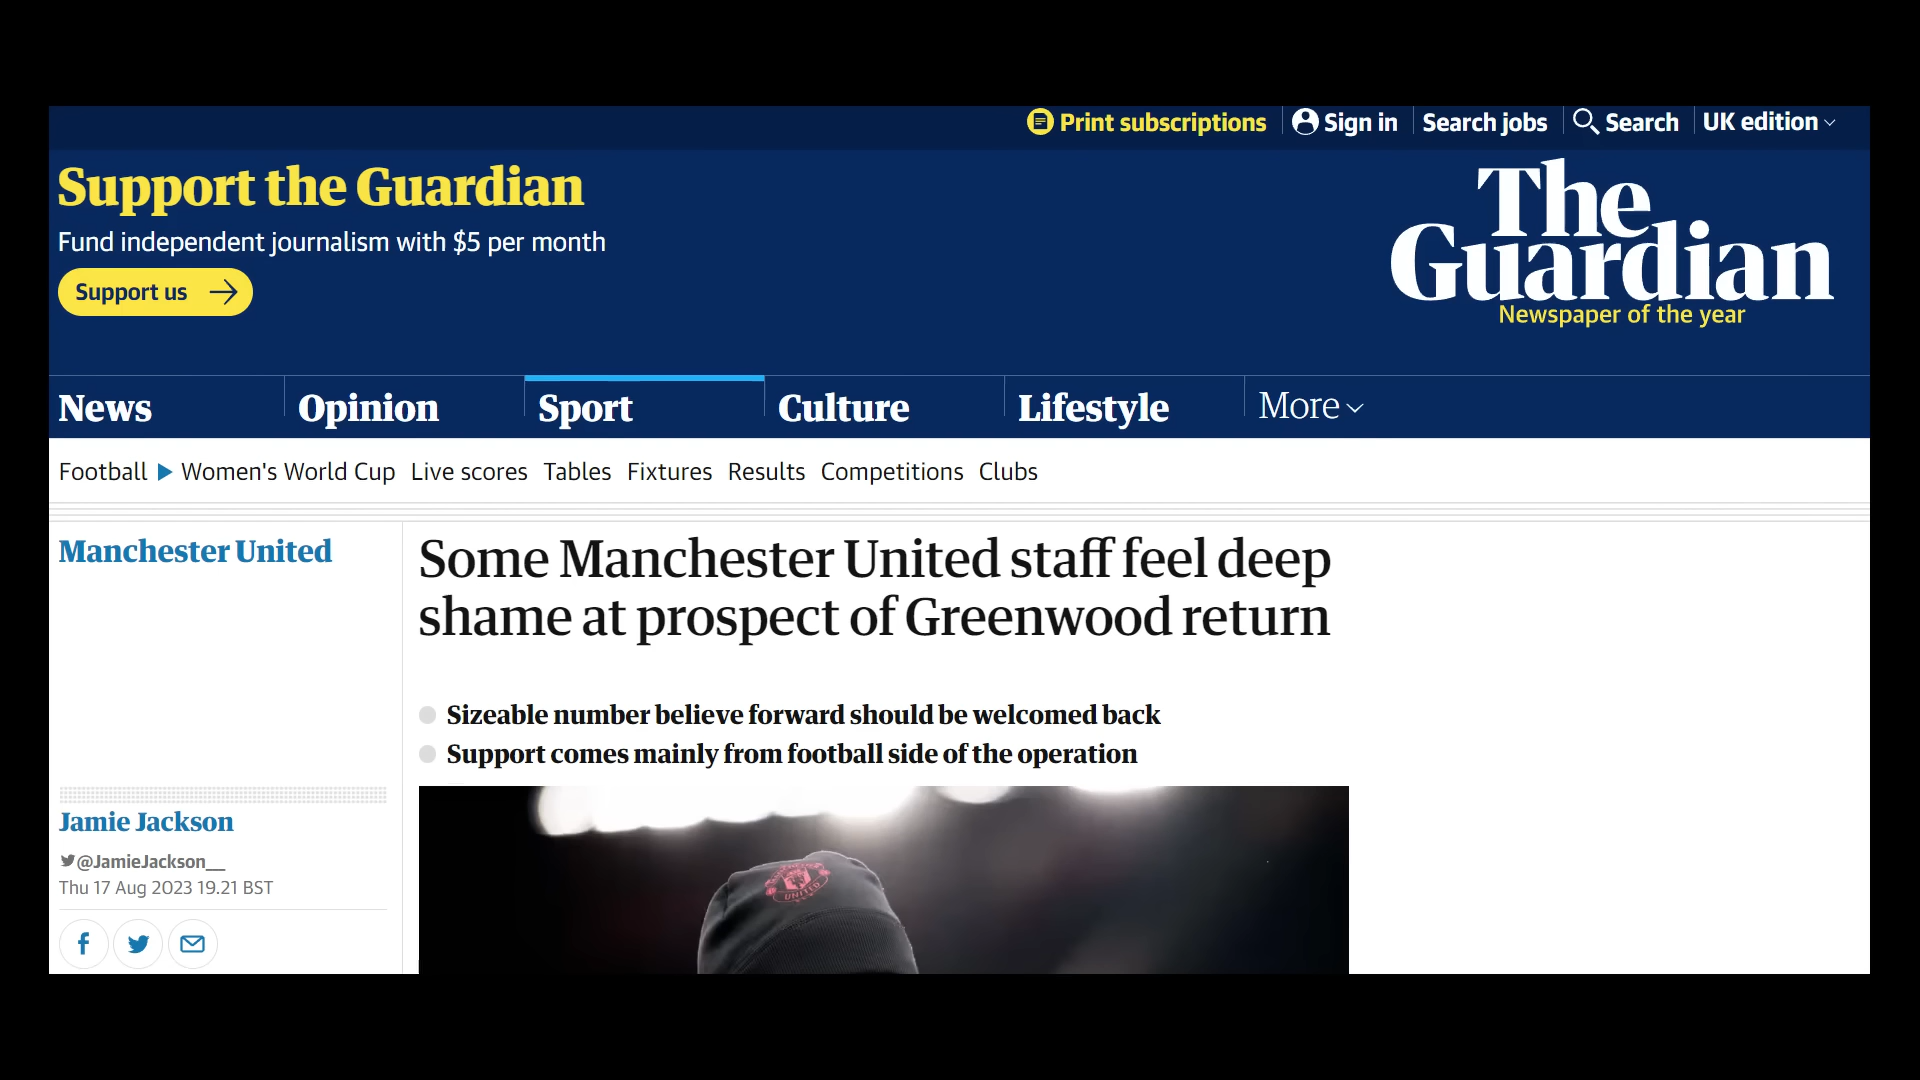 Print subscriptions
Sign in
Search jobs
Search
UK edition
Support the Guardian
Fund independent journalism with $5 per month
Support us
The
Guardian
Newspaper of the year
News
Opinion
Sport
Culture
Lifestyle
More
Football
Women's World Cup
Live scores
Tables
Fixtures
Results
Competitions
Clubs
Manchester United
Some Manchester United staff feel deep
shame at prospect of Greenwood return
Sizeable number believe forward should be welcomed back
Support comes mainly from football side of the operation
Jamie Jackson
@JamieJackson__
Thu 17 Aug 2023 19.21 BST
UNITED